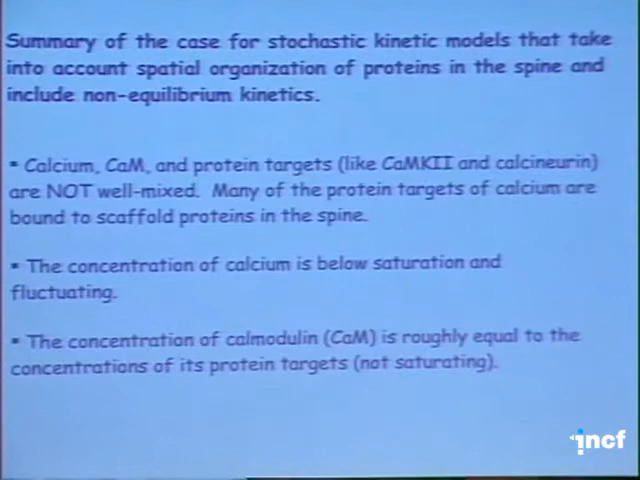 Summary of the case for stochastic kinetic models that take
into account spatial organization of proteins in the spine and
include non-equilibrium kinetics.
▪ Calcium, CaM, and protein targets (like CaMKII and calcineurin)
are NOT well-mixed. Many of the protein targets of calcium are
bound to scaffold proteins in the spine.
▪ The concentration of calcium is below saturation and
fluctuating.
▪ The concentration of calmodulin (CaM) is roughly equal to the
concentrations of its protein targets (not saturating).
incf